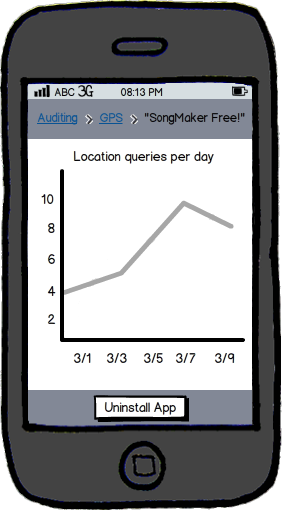 ABC 3G 08:13 PM
Auditing GPS "SongMaker Free!"
Location queries per day
10
8
6
4
2
3/1 3/3 3/5 3/7 3/9
Uninstall App